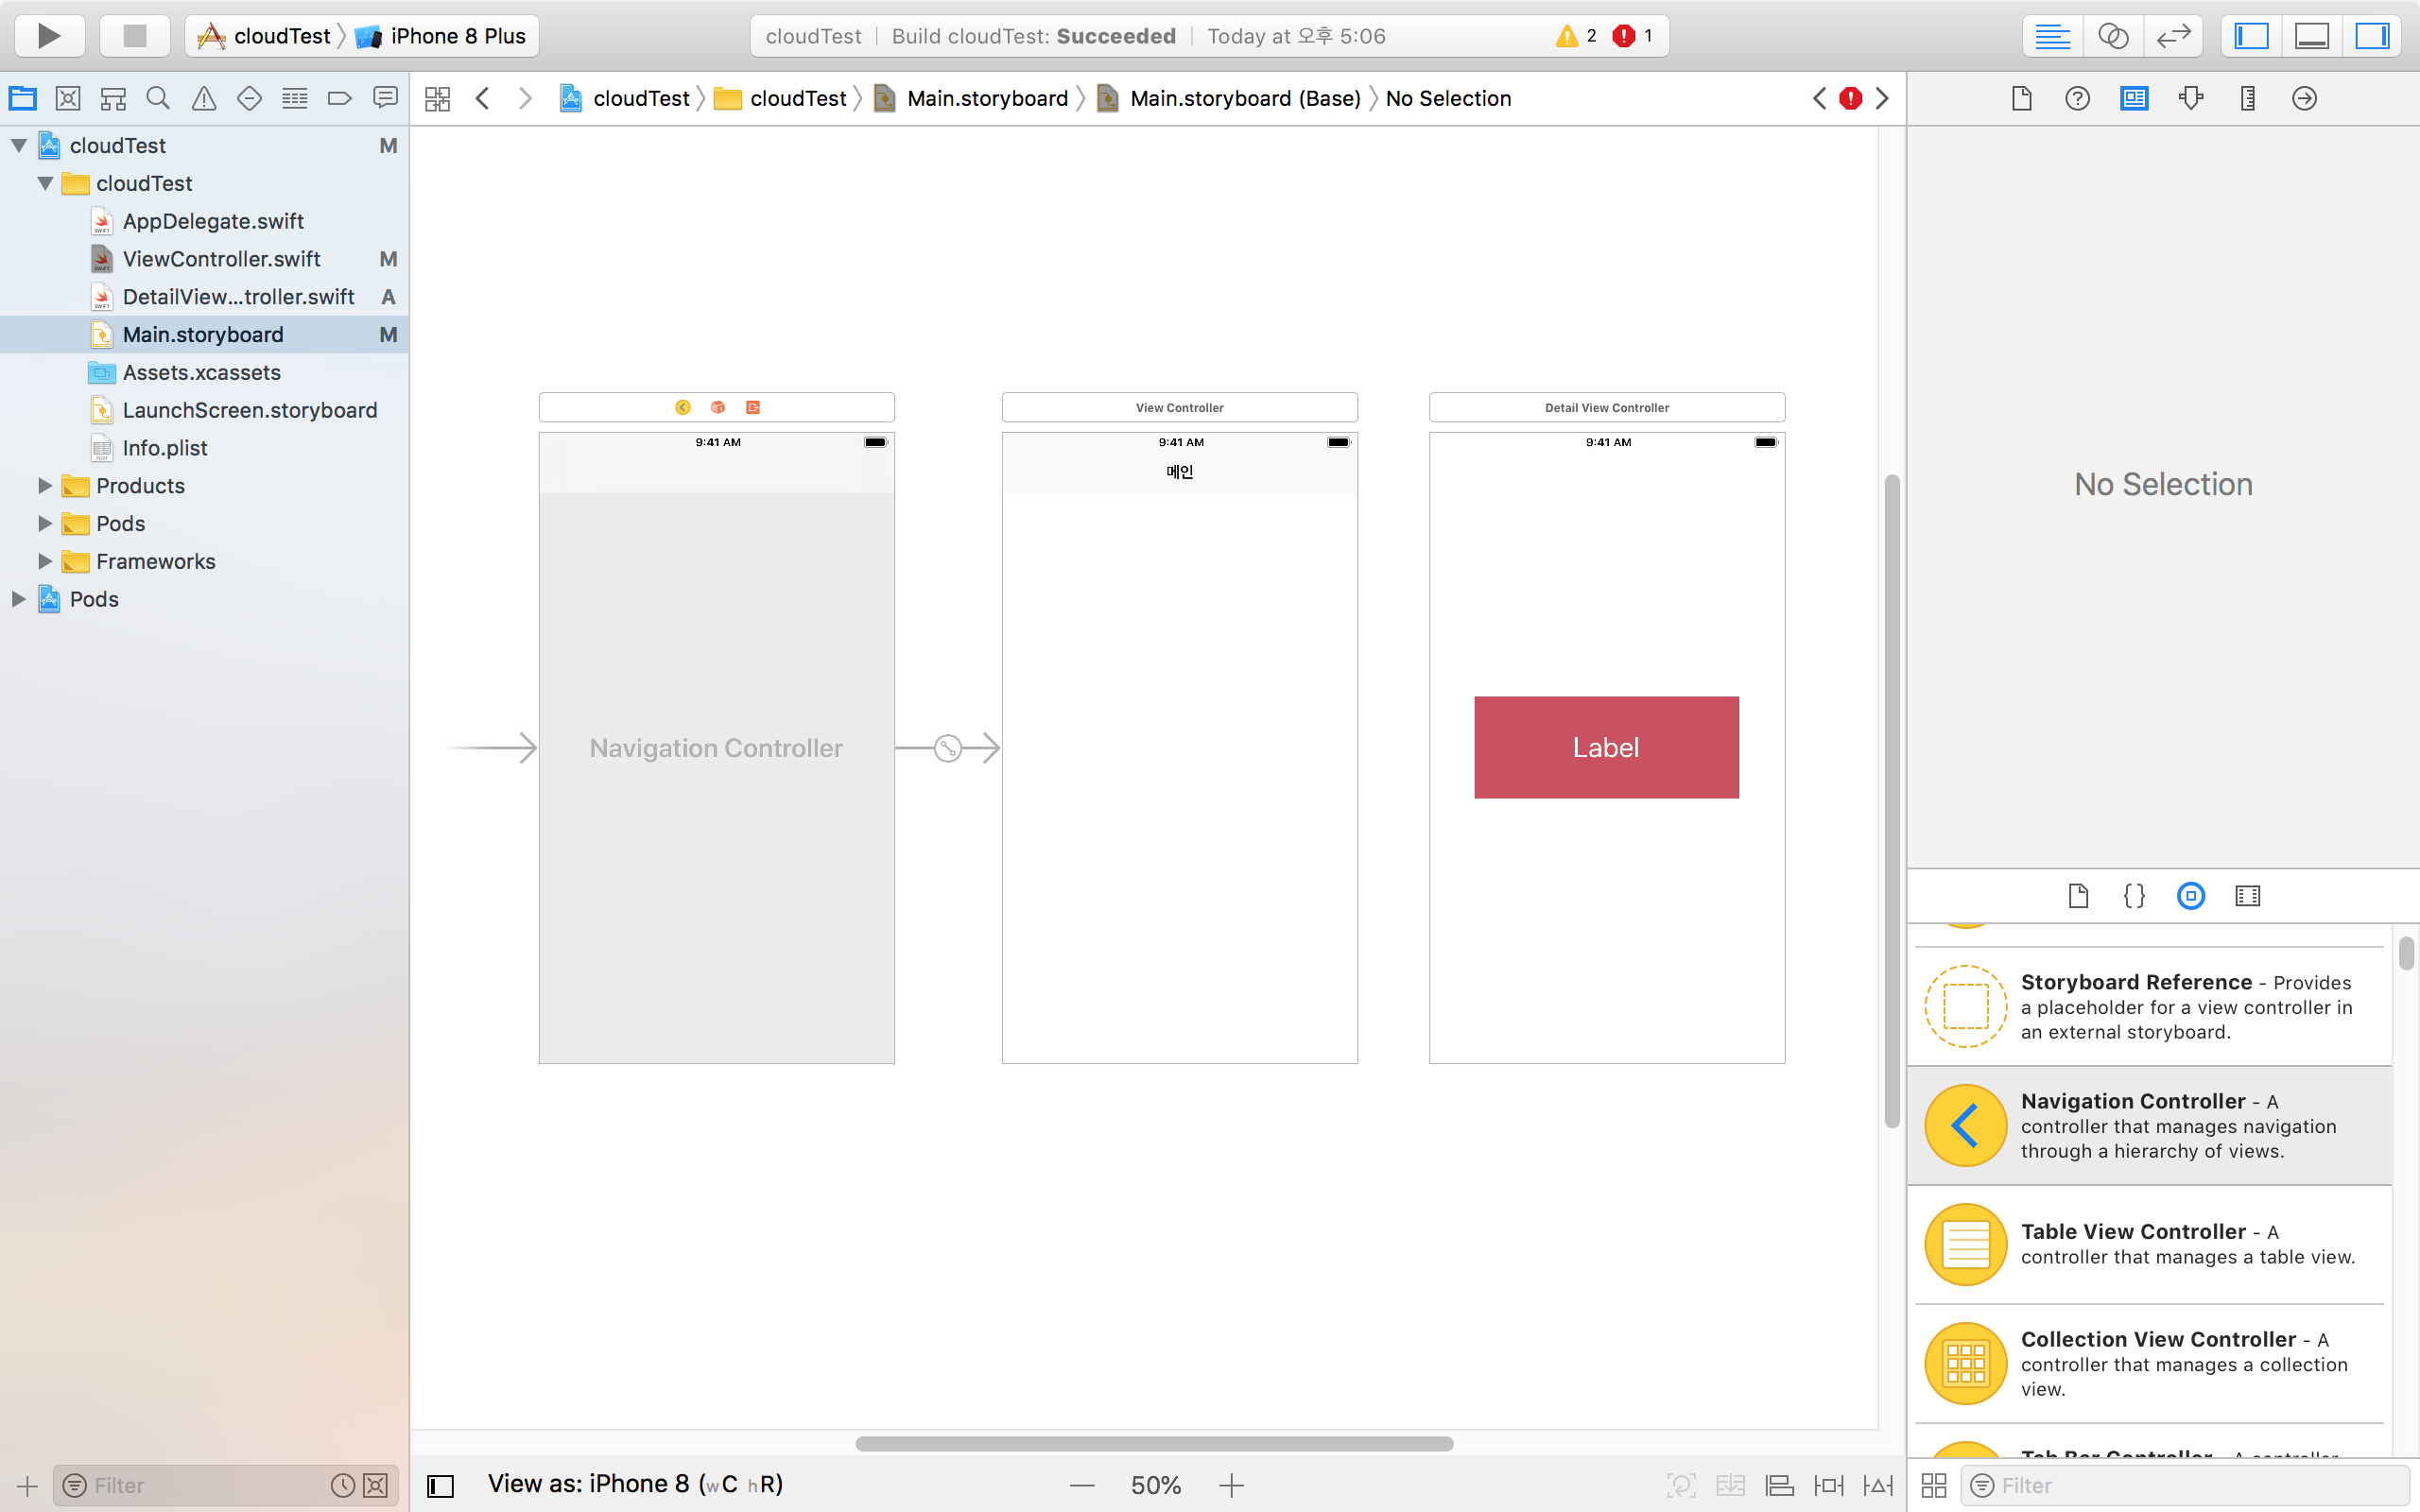 cloudTest iPhone 8 Plus
cloudTest Build cloudTest: Succeeded Today at 오후 5:06 2 1
cloudTest cloudTest Main.storyboard Main.storyboard (Base) No Selection
cloudTest M
cloudTest
AppDelegate.swift
ViewController.swift M
DetailView...troller.swift A
Main.storyboard M
Assets.xcassets
LaunchScreen.storyboard
Info.plist
Products
Pods
Frameworks
Pods
Filter
9:41 AM
Navigation Controller
View Controller
9:41 AM
메인
Detail View Controller
9:41 AM
Label
View as: iPhone 8 (wC hR)
50%
No Selection
{}
Storyboard Reference - Provides
a placeholder for a view controller in
an external storyboard.
Navigation Controller - A
controller that manages navigation
through a hierarchy of views.
Table View Controller - A
controller that manages a table view.
Collection View Controller - A
controller that manages a collection
view.
Tab Bar Controller - A controller
Filter